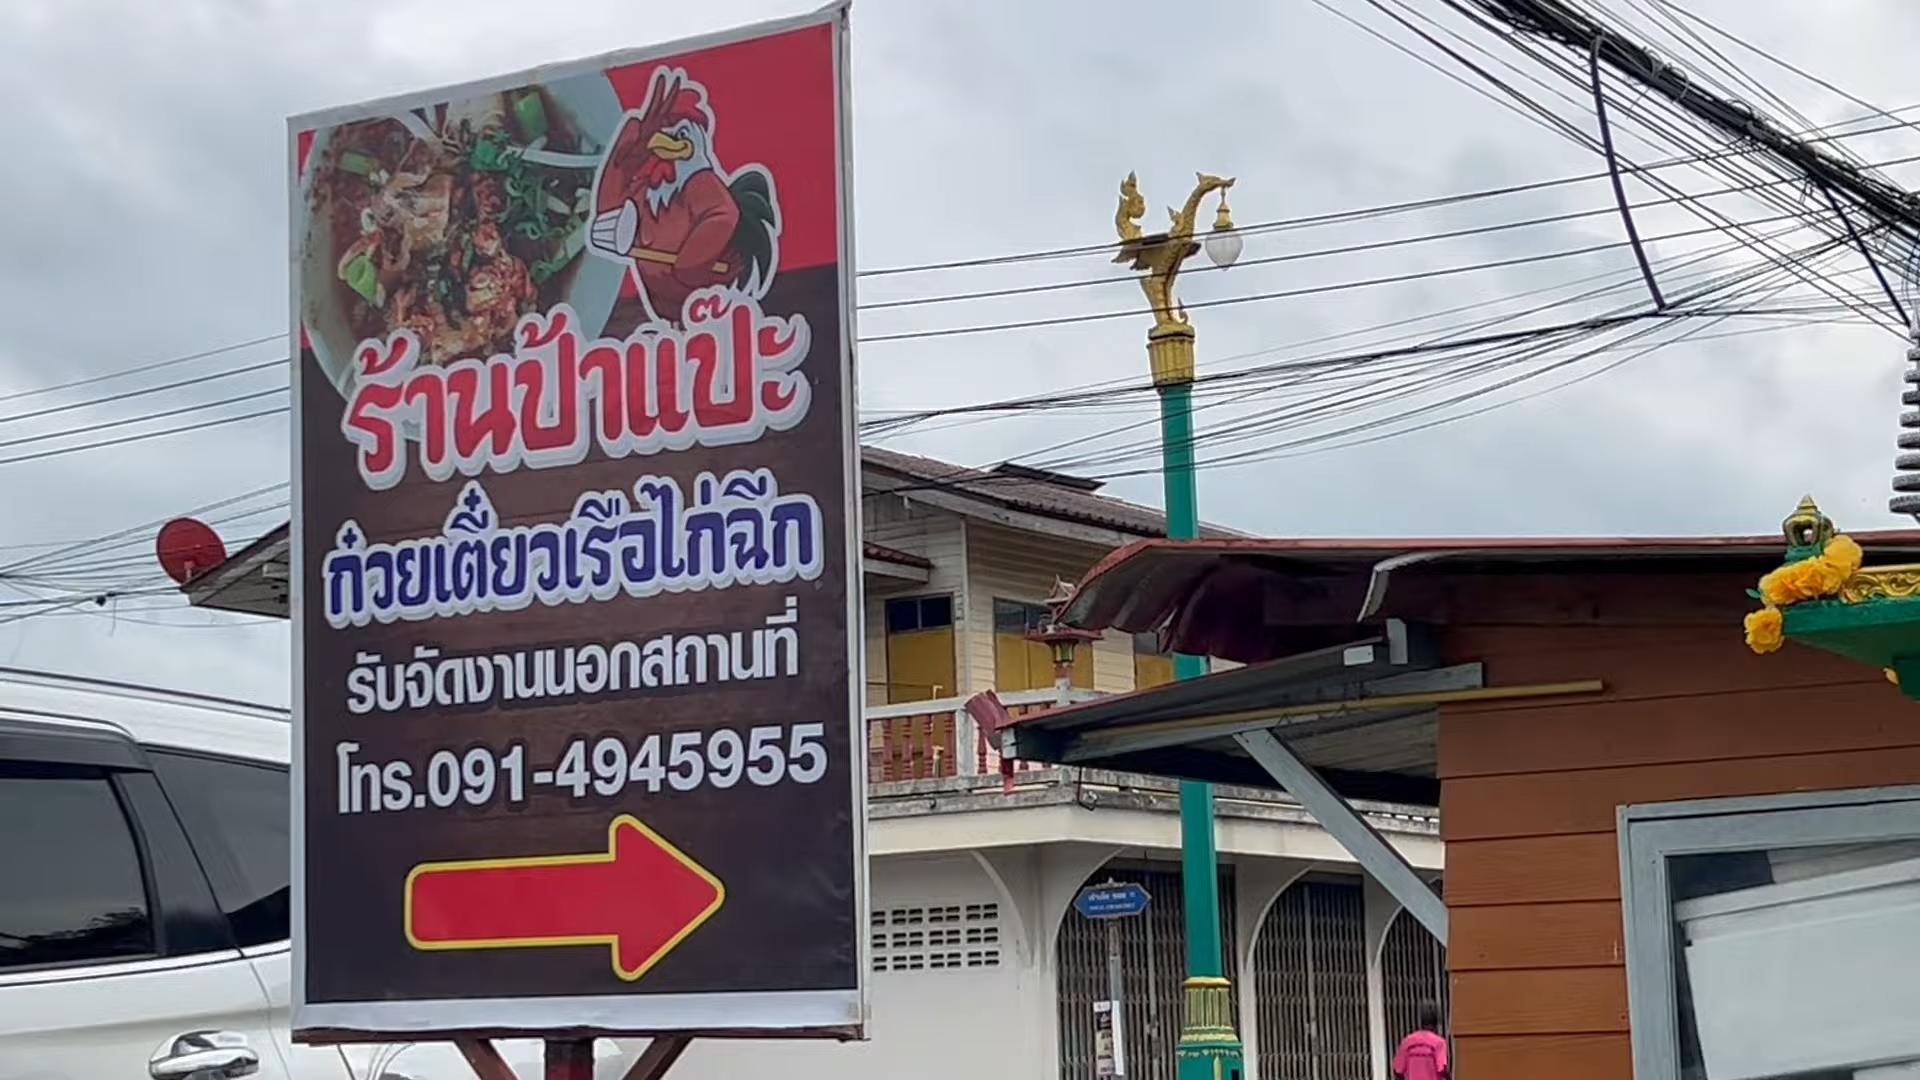 ร้านป้าแป๊ะ
ก๋วยเตี๋ยวเรือไก่ฉีก
รับจัดงานนอกสถานที่
โทร.091-4945955